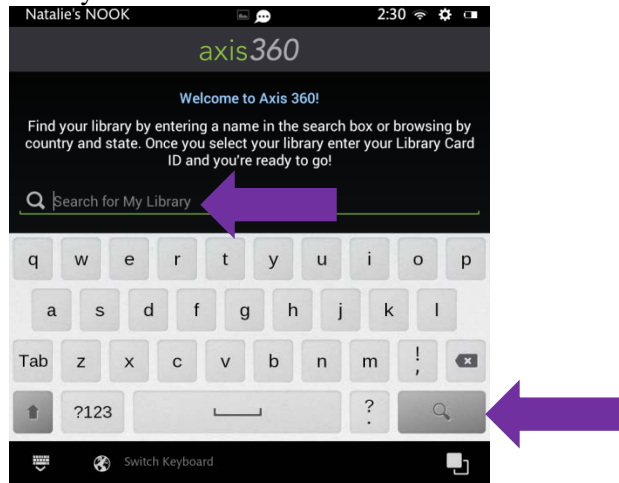 Natalie's NOOK 2:30
axis360
Welcome to Axis 360!
Find your library by entering a name in the search box or browsing by
country and state. Once you select your library enter your Library Card
ID and you're ready to go!
Search for My Library
q w e r t y u i o p
a s d f g h j k l
Tab z x c v b n m ! ,
?123 ? .
Switch Keyboard